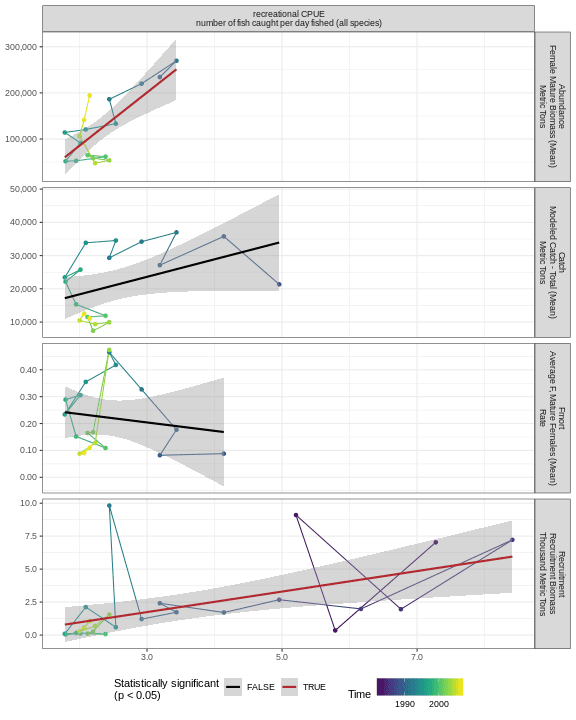 recreational CPUE
number of fish caught per day fished (all species)
300,000
200,000
100,000
Abundance
Female Mature Biomass (Mean)
Metric Tons
50,000
40,000
30,000
20,000
10,000
Catch
Modeled Catch - Total (Mean)
Metric Tons
0.40
0.30
0.20
0.10
0.00
Fmort
Average F, Mature Females (Mean)
Rate
10.0
7.5
5.0
2.5
0.0
Recruitment
Recruitment Biomass
Thousand Metric Tons
3.0 5.0 7.0
Statistically significant
(p < 0.05)
FALSE TRUE
Time
1990 2000